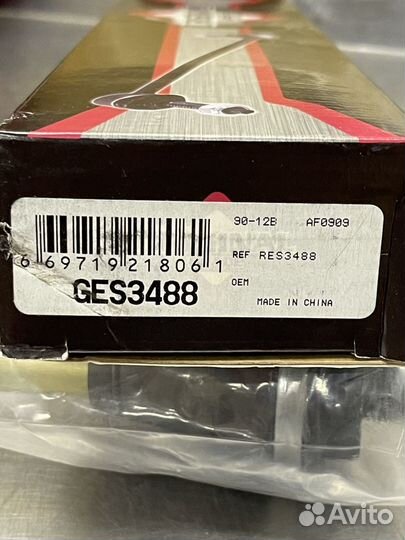 90-12B AF0909
REF RES3488
OEM
MADE IN CHINA
6 69719 21806 1
GES3488
Avito